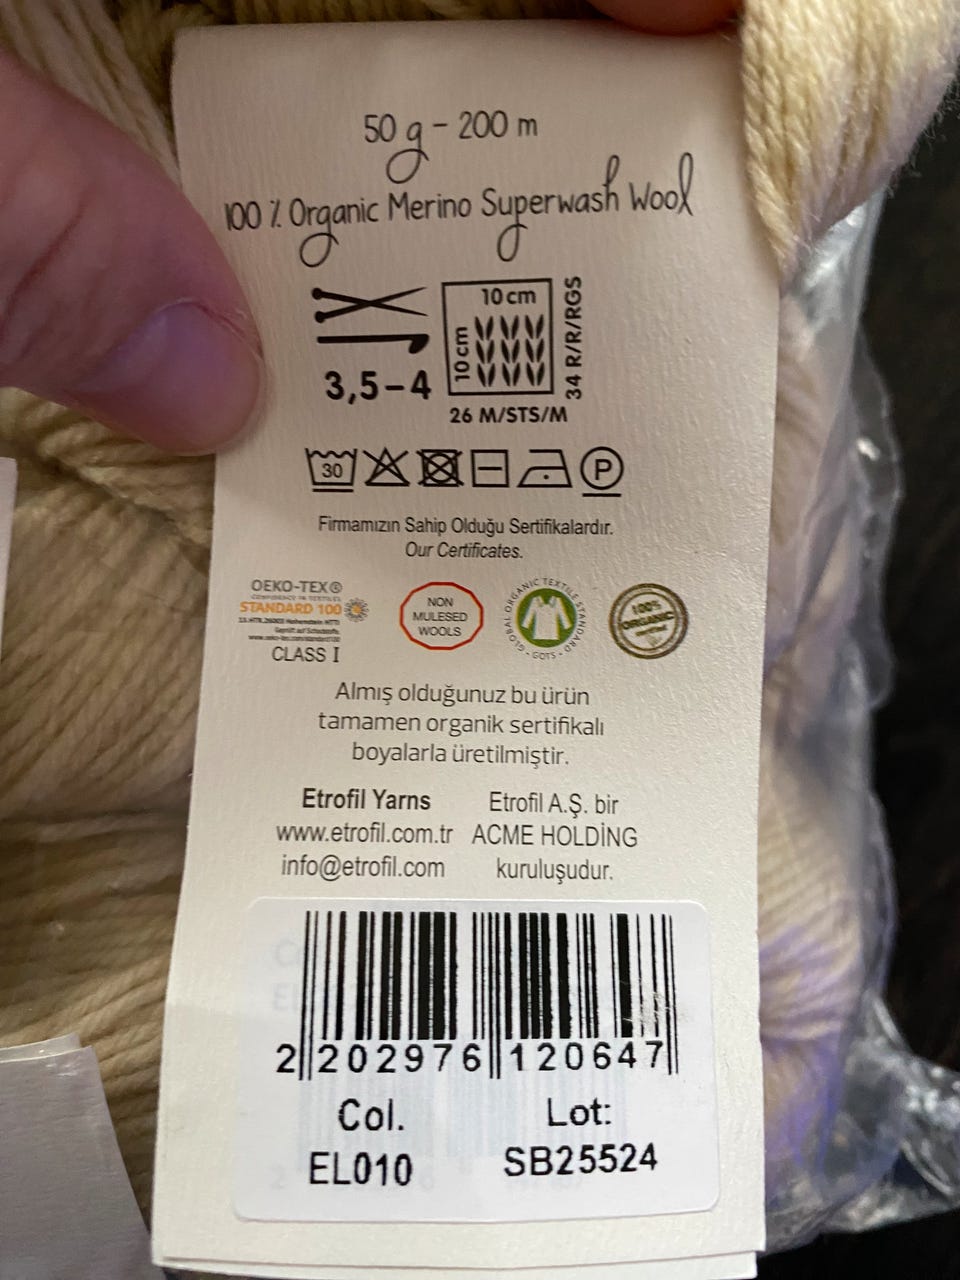 50 g - 200 m
100 % Organic Merino Superwash Wool
10 cm
10 cm
34 R/R/RGS
3,5-4
26 M/STS/M
30
P
Firmamızın Sahip Olduğu Sertifikalardır.
Our Certificates.
OEKO-TEX®
CONFIDENCE IN TEXTILES
STANDARD 100
CLASS I
NON
MULESED
WOOLS
GLOBAL ORGANIC TEXTILE STANDARD
- GOTS -
100%
ORGANIC
Almış olduğunuz bu ürün
tamamen organik sertifikalı
boyalarla üretilmiştir.
Etrofil Yarns
www.etrofil.com.tr
info@etrofil.com
Etrofil A.Ş. bir
ACME HOLDİNG
kuruluşudur.
2 202976 120647
Col. Lot:
EL010 SB25524